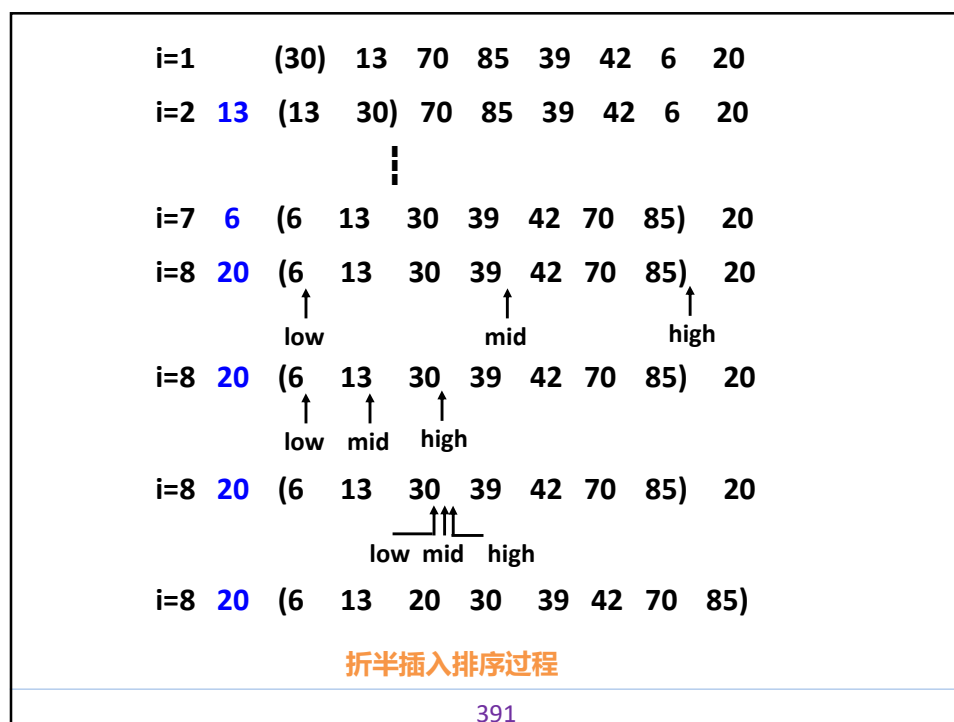 i=1 (30) 13 70 85 39 42 6 20
i=2 13 (13 30) 70 85 39 42 6 20
i=7 6 (6 13 30 39 42 70 85) 20
i=8 20 (6 13 30 39 42 70 85) 20
low mid high
i=8 20 (6 13 30 39 42 70 85) 20
low mid high
i=8 20 (6 13 30 39 42 70 85) 20
low mid high
i=8 20 (6 13 20 30 39 42 70 85)
折半插入排序过程
391